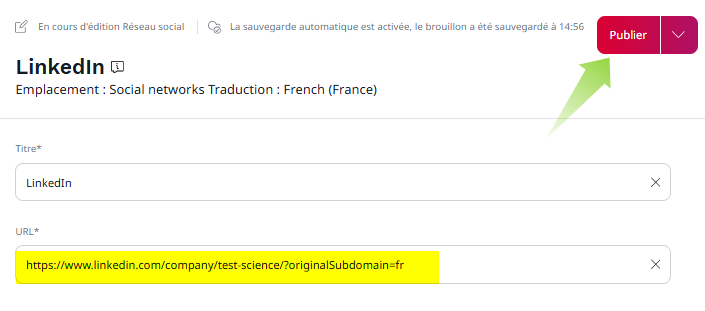 En cours d'édition Réseau social
La sauvegarde automatique est activée, le brouillon a été sauvegardé à 14:56
Publier
LinkedIn
Emplacement : Social networks Traduction : French (France)
Titre*
LinkedIn
URL*
https://www.linkedin.com/company/test-science/?originalSubdomain=fr